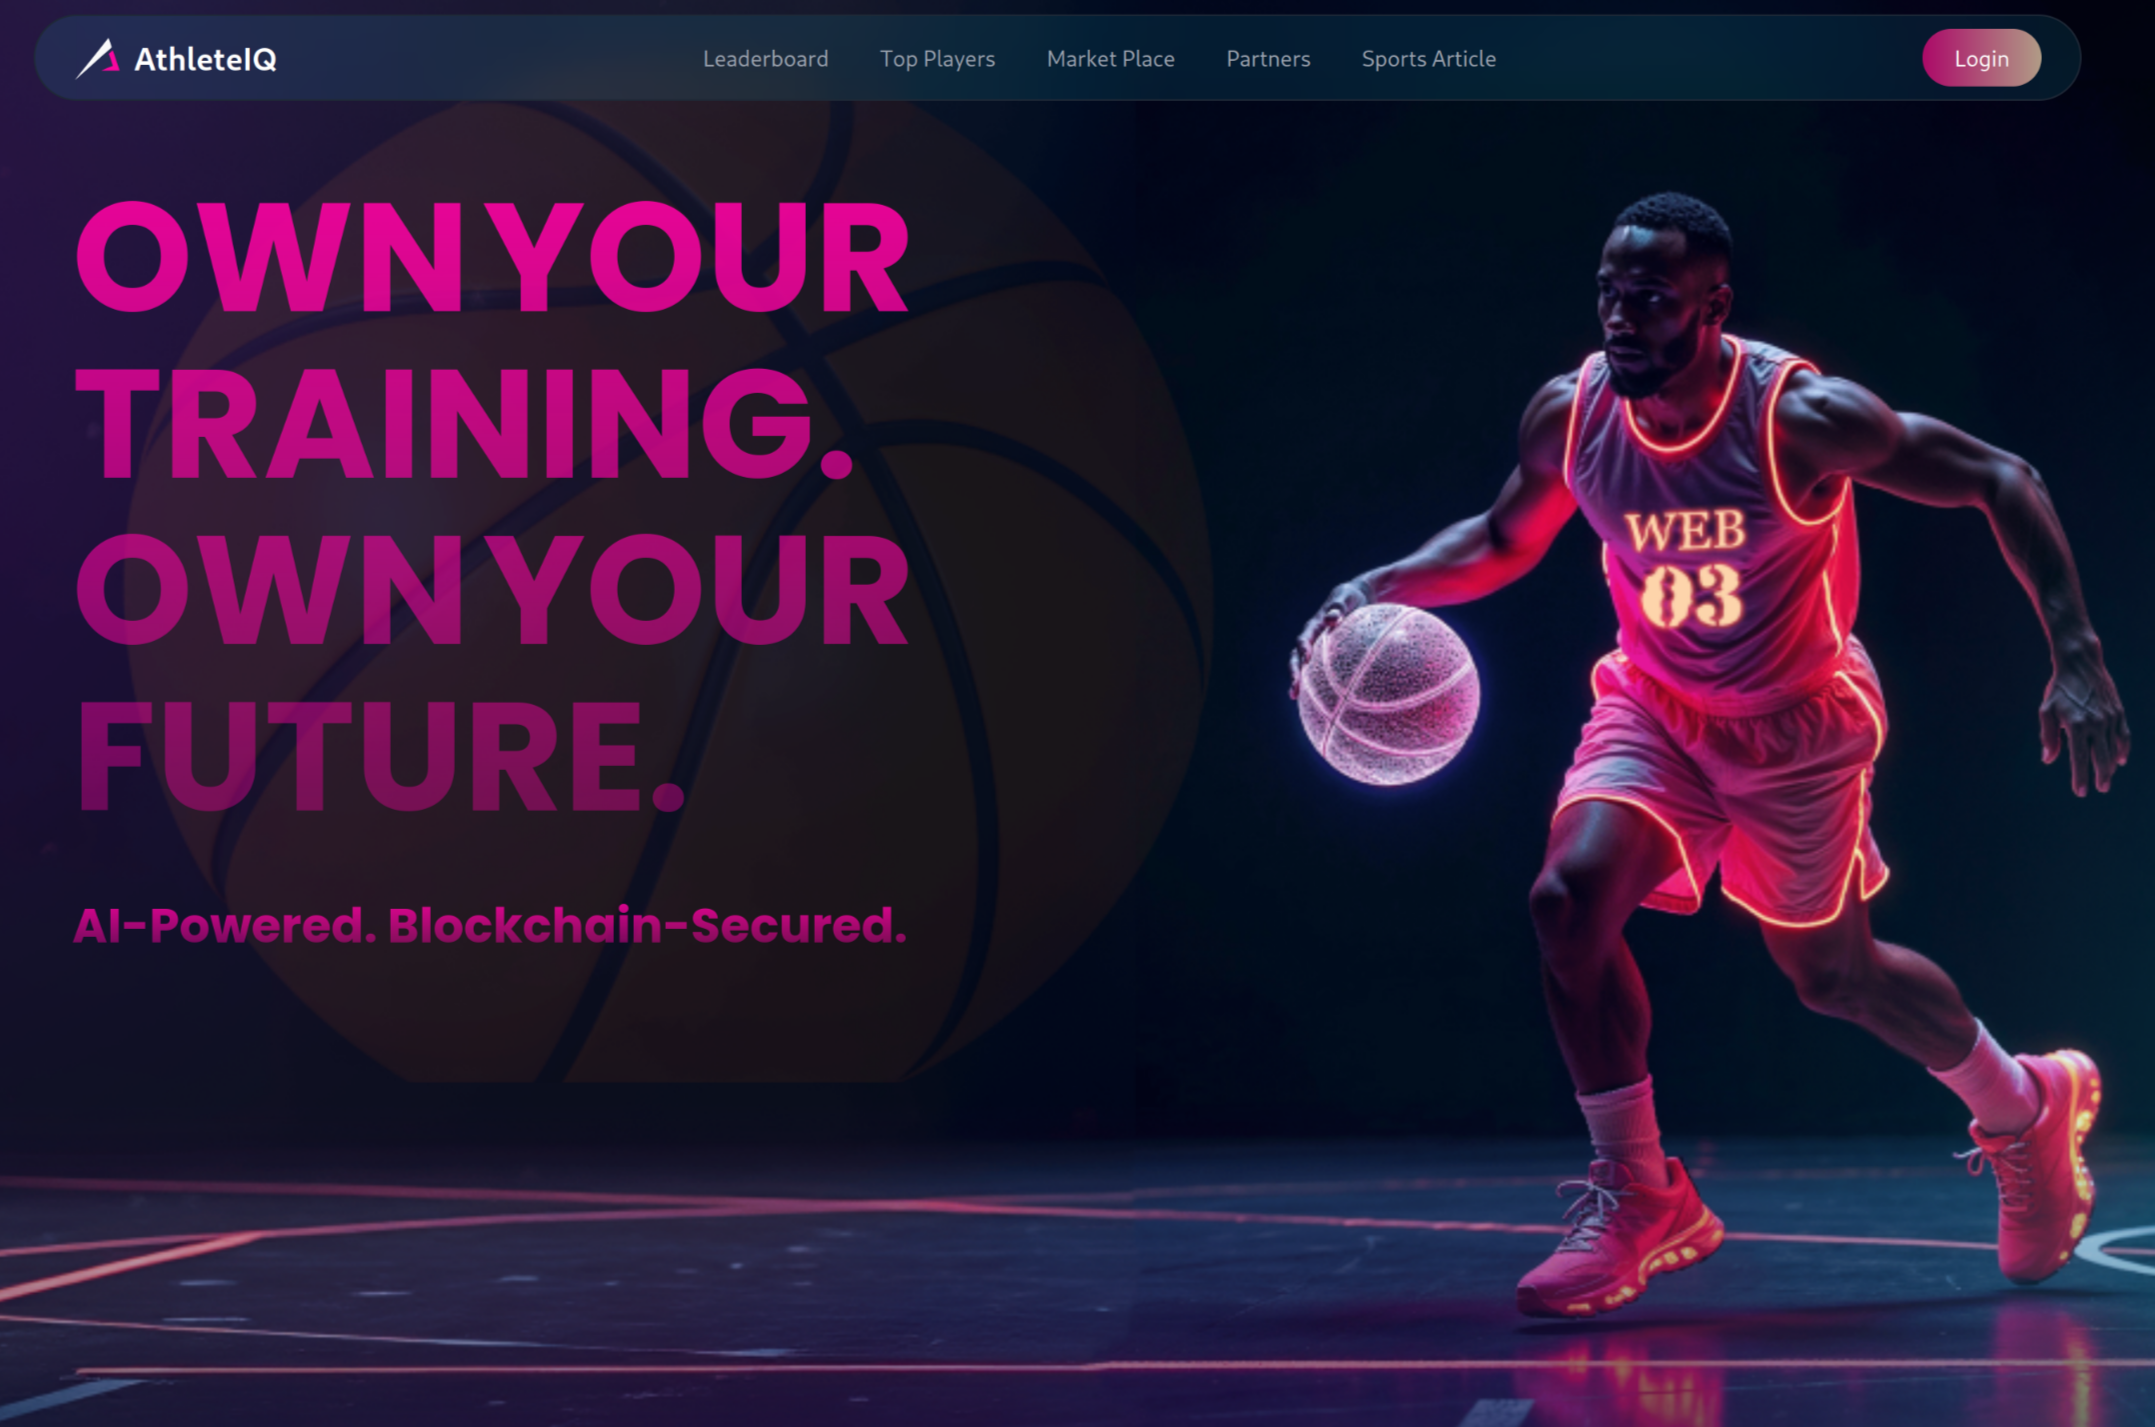 AthleteIQ
Leaderboard
Top Players
Market Place
Partners
Sports Article
Login
OWN YOUR
TRAINING.
OWN YOUR
FUTURE.
AI-Powered. Blockchain-Secured.
WEB
03